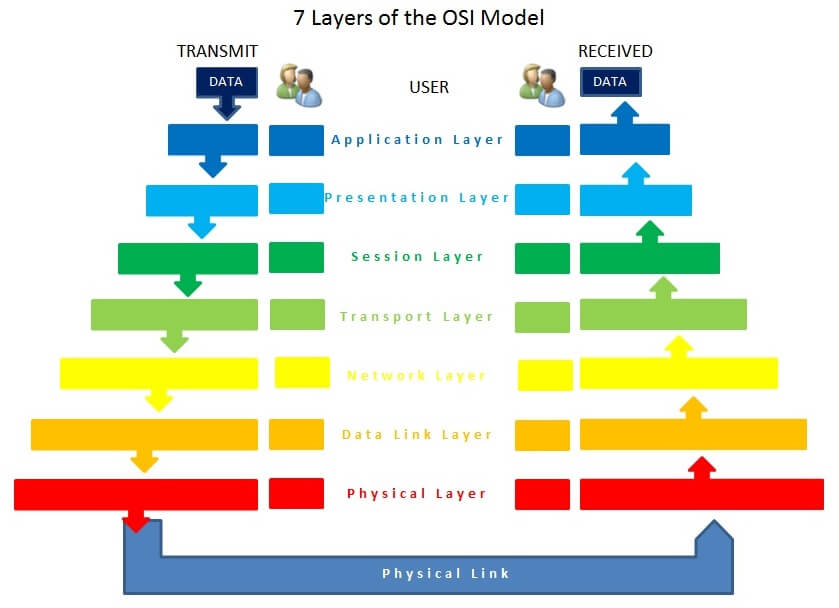 7 Layers of the OSI Model
TRANSMIT
RECEIVED
DATA
USER
DATA
Application Layer
Presentation Layer
Session Layer
Transport Layer
Network Layer
Data Link Layer
Physical Layer
Physical Link